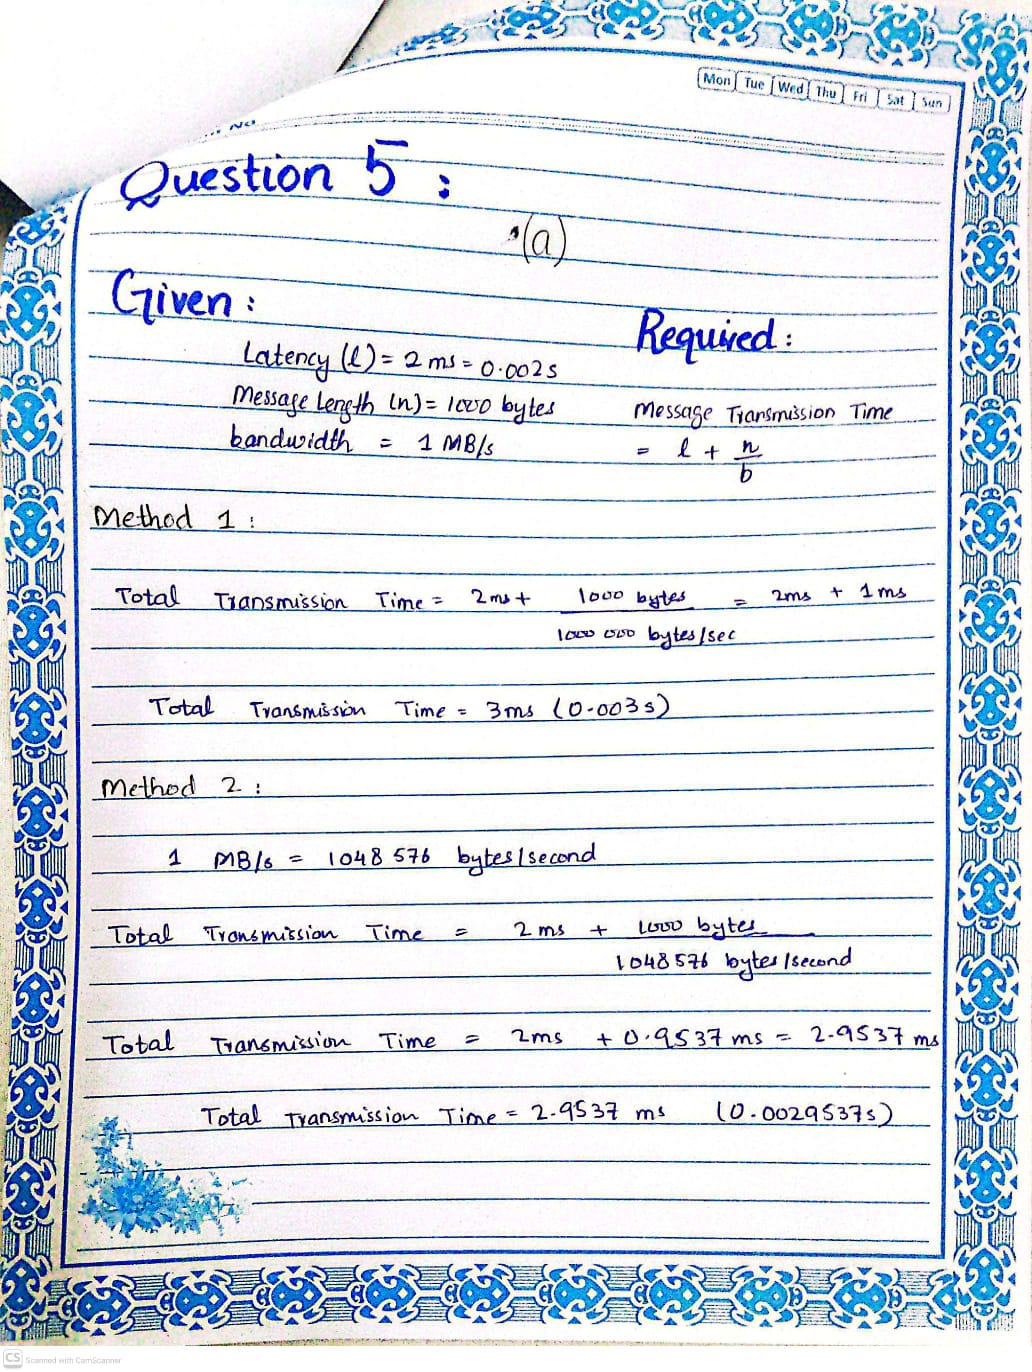 Mon Tue Wed Thu Fri Sat Sun
No
Question 5 :
(a)
Given :
Required :
Latency (l) = 2 ms = 0.002s
Message Length (n) = 1000 bytes
bandwidth = 1 MB/s
Message Transmission Time
= l + n/b
Method 1 :
Total Transmission Time = 2ms + 1000 bytes = 2ms + 1ms
1000 000 bytes/sec
Total Transmission Time = 3ms (0.003s)
Method 2 :
1 MB/s = 1048 576 bytes/second
Total Transmission Time = 2 ms + 1000 bytes
1048576 bytes/second
Total Transmission Time = 2ms + 0.9537 ms = 2.9537 ms
Total Transmission Time = 2.9537 ms (0.0029537s)
CS Scanned with CamScanner